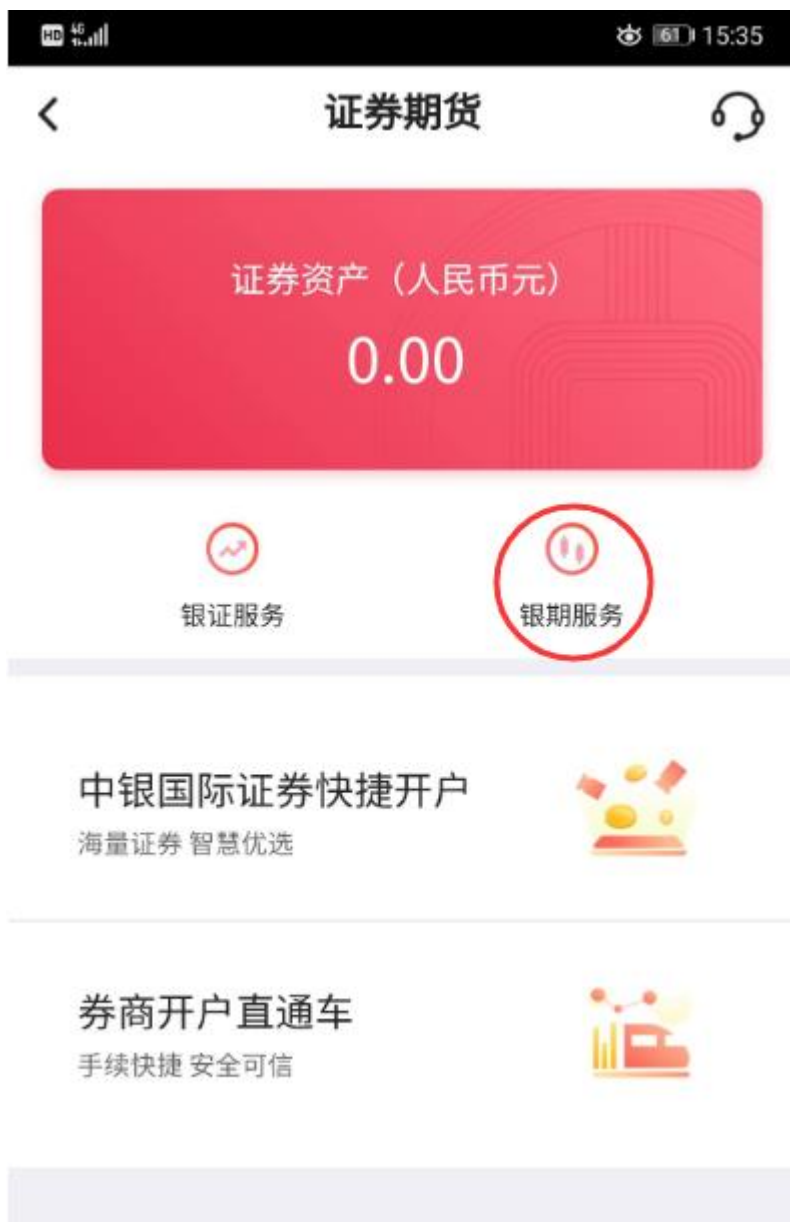 HD 4G 61 15:35
证券期货
证券资产（人民币元）
0.00
银证服务 银期服务
中银国际证券快捷开户
海量证券 智慧优选
券商开户直通车
手续快捷 安全可信